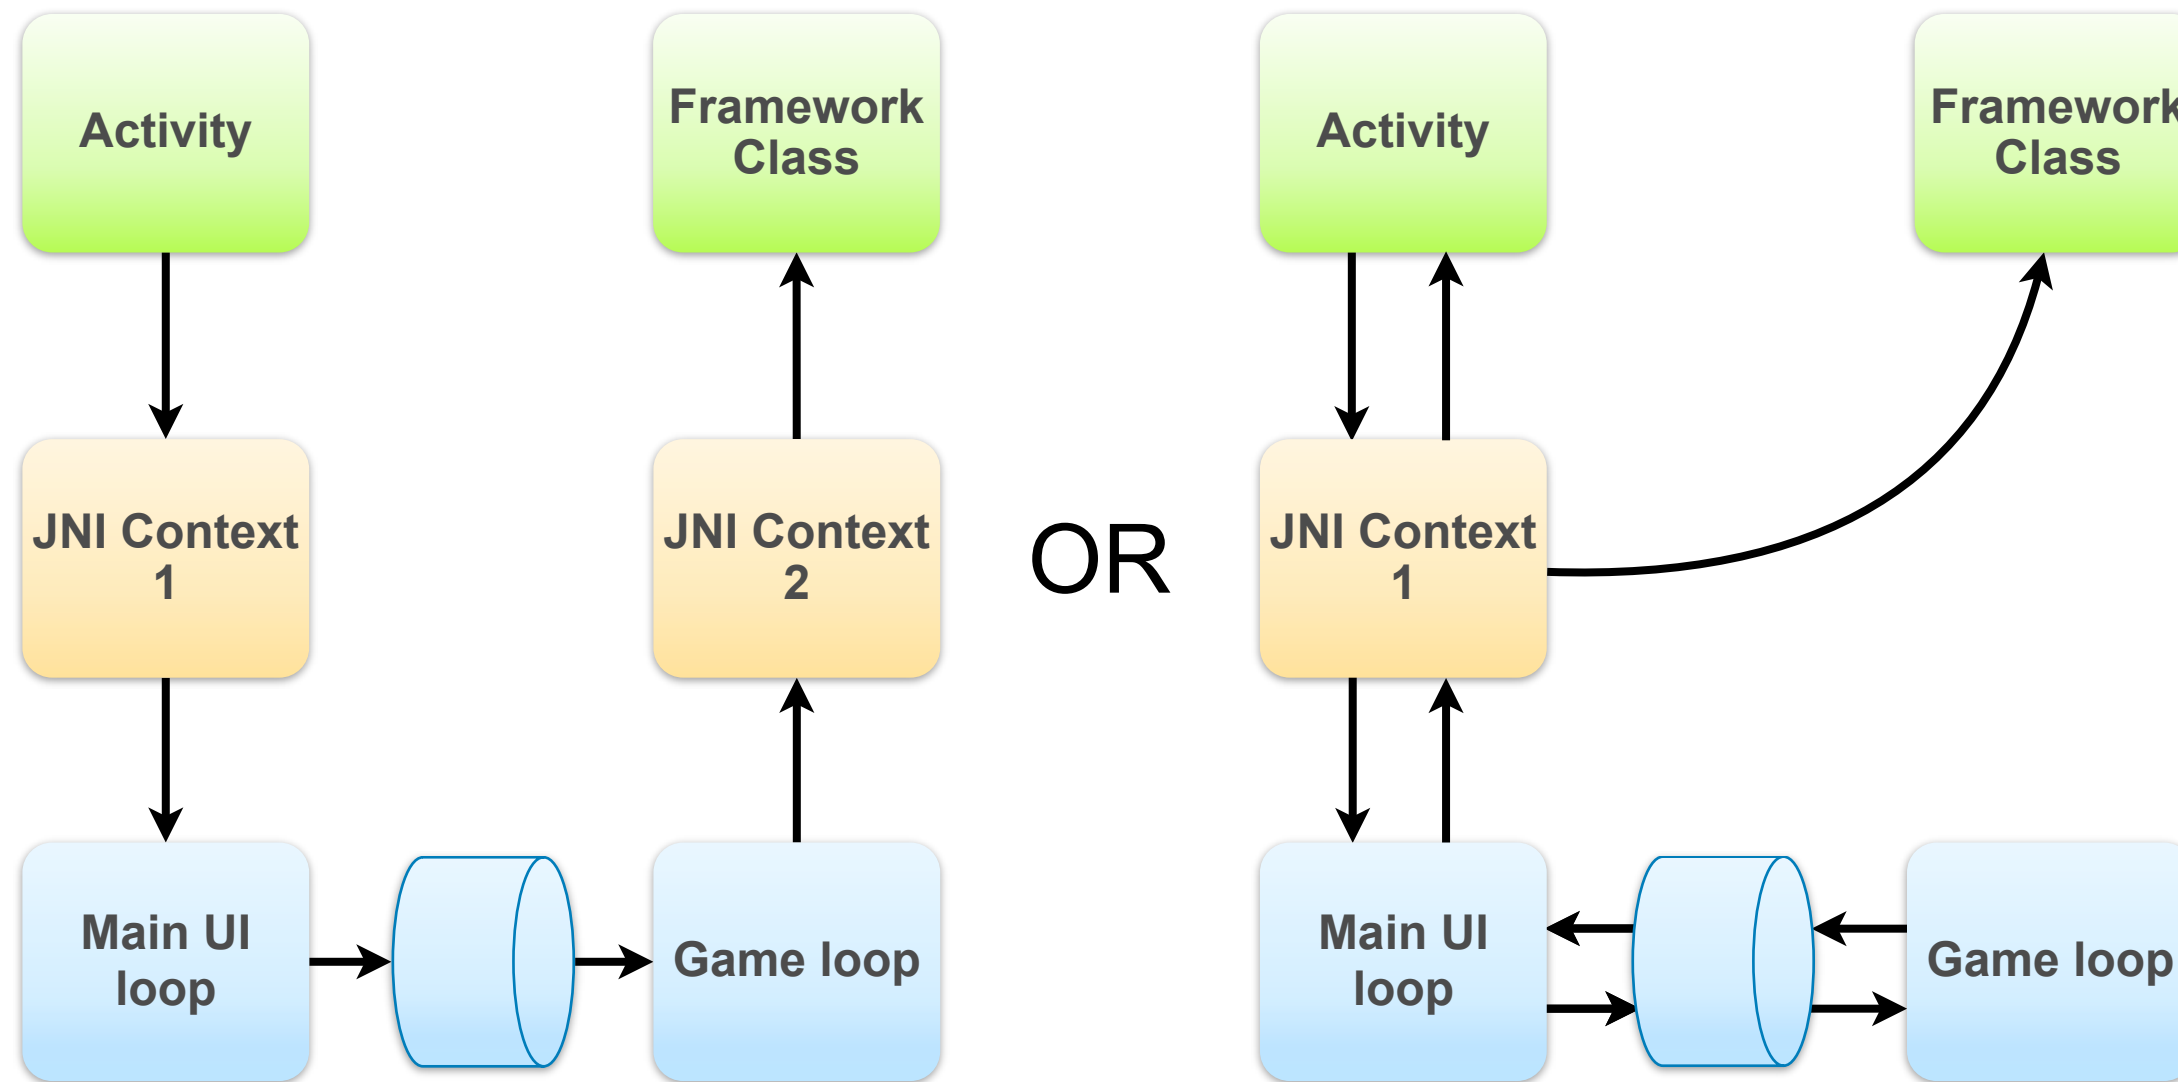 Activity
Framework
Class
Activity
Framework
Class
JNI Context
1
JNI Context
2
OR
JNI Context
1
Main UI
loop
Game loop
Main UI
loop
Game loop